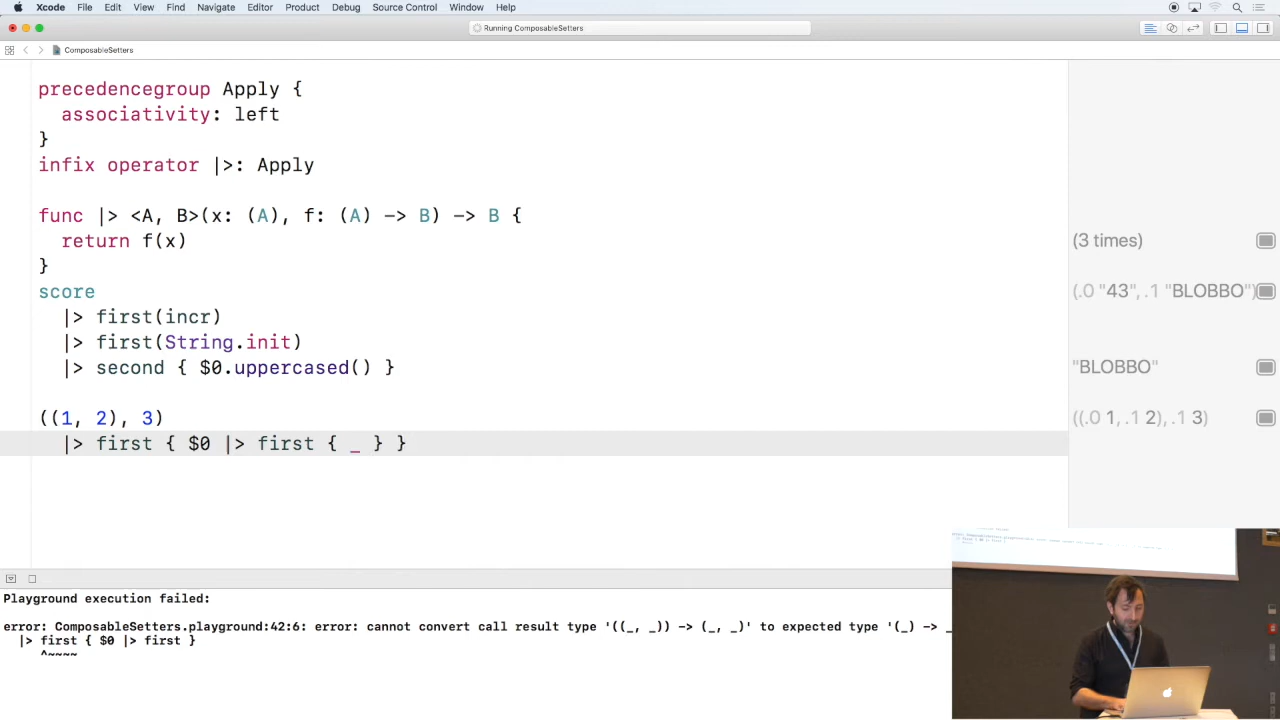 Xcode File Edit View Find Navigate Editor Product Debug Source Control Window Help
Running ComposableSetters
ComposableSetters
precedencegroup Apply {
associativity: left
}
infix operator |>: Apply
func |> <A, B>(x: (A), f: (A) -> B) -> B {
return f(x)
(3 times)
}
score
(.0 "43", .1 "BLOBBO")
|> first(incr)
|> first(String.init)
|> second { $0.uppercased() }
"BLOBBO"
((1, 2), 3)
((.0 1, .1 2), .1 3)
|> first { $0 |> first { _ } }
Playground execution failed:
error: ComposableSetters.playground:42:6: error: cannot convert call result type '((_, _)) -> (_, _)' to expected type '(_) -> _
|> first { $0 |> first }
^~~~~